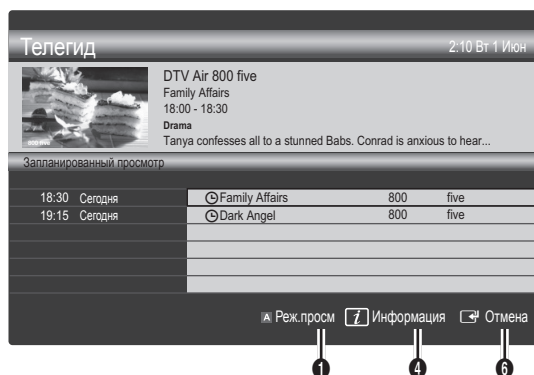 Телегид 2:10 Вт 1 Июн
DTV Air 800 five
Family Affairs
18:00 - 18:30
Drama
Tanya confesses all to a stunned Babs. Conrad is anxious to hear...
800 five
Запланированный просмотр
18:30 Сегодня Family Affairs 800 five
19:15 Сегодня Dark Angel 800 five
A Реж.просм i Информация Отмена
1 4 6